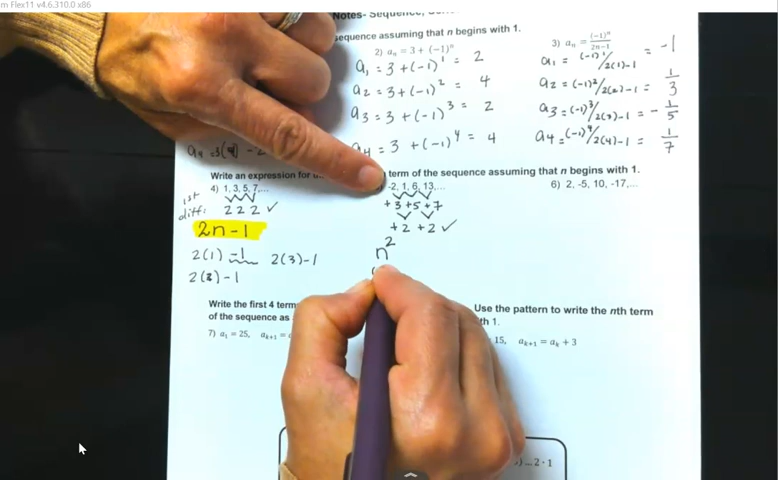 m Flex11 v4.6.310.0 x86
Notes- Sequence,
sequence assuming that n begins with 1.
2) aₙ = 3 + (−1)ⁿ
a₁ = 3 + (-1)¹ = 2
a₂ = 3 + (-1)² = 4
a₃ = 3 + (-1)³ = 2
a₄ = 3 + (-1)⁴ = 4
3) aₙ = (−1)ⁿ/2n−1
a₁ = (-1)¹/2(1)-1 = -1
a₂ = (-1)²/2(2)-1 = 1/3
a₃ = (-1)³/2(3)-1 = -1/5
a₄ = (-1)⁴/2(4)-1 = 1/7
Write an expression for
term of the sequence assuming that n begins with 1.
4) 1, 3, 5, 7,...
1st
diff: 2 2 2 ✓
2n-1
2(1)-1 2(3)-1
2(2)-1
-2, 1, 6, 13,...
+3 +5 +7
+2 +2 ✓
n²
6) 2, -5, 10, -17,...
Write the first 4 term
of the sequence as
7) a₁ = 25, aₖ₊₁ =
Use the pattern to write the nth term
th 1.
15, aₖ₊₁ = aₖ + 3
)...2·1